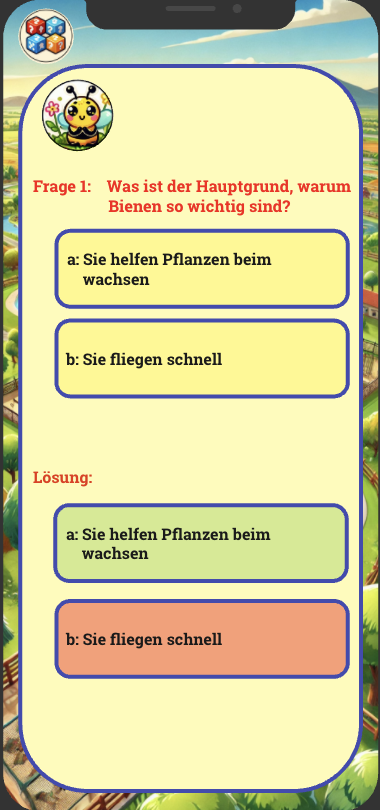 Frage 1: Was ist der Hauptgrund, warum
Bienen so wichtig sind?
a: Sie helfen Pflanzen beim
wachsen
b: Sie fliegen schnell
Lösung:
a: Sie helfen Pflanzen beim
wachsen
b: Sie fliegen schnell